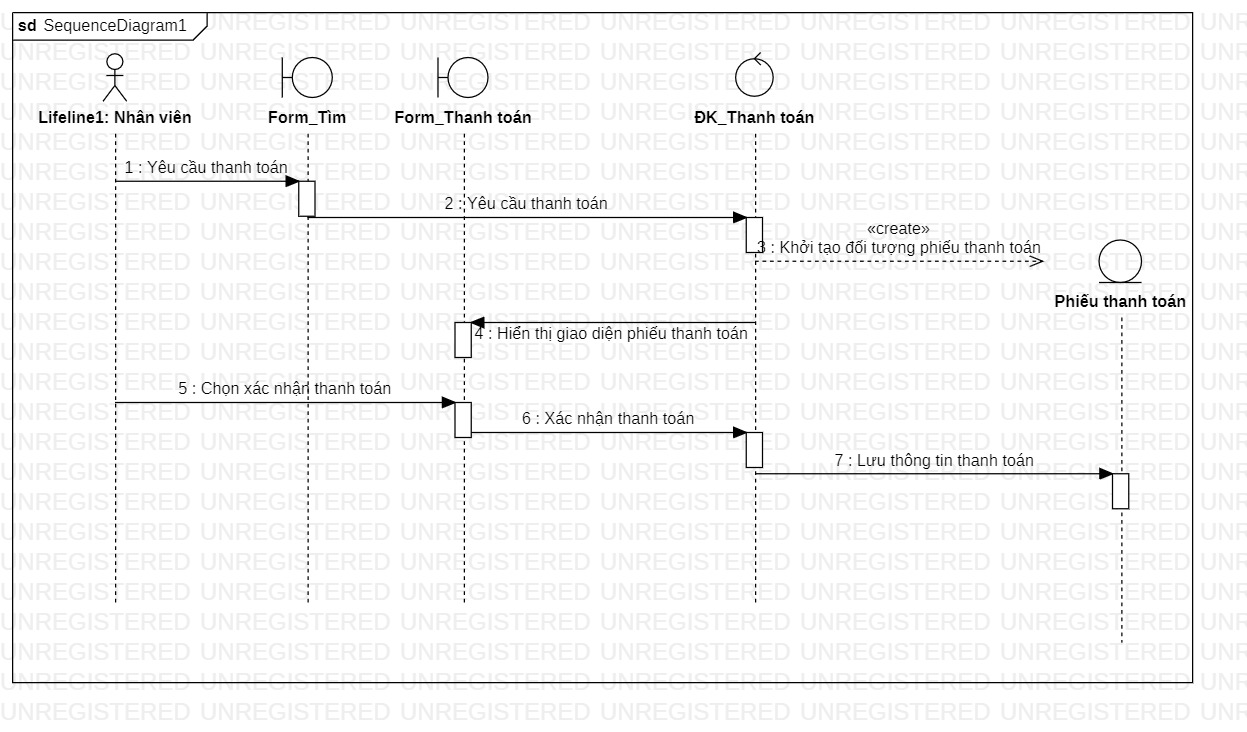 sd SequenceDiagram1
Lifeline1: Nhân viên
Form_Tìm
Form_Thanh toán
ĐK_Thanh toán
1 : Yêu cầu thanh toán
2 : Yêu cầu thanh toán
«create»
3 : Khởi tạo đối tượng phiếu thanh toán
Phiếu thanh toán
4 : Hiển thị giao diện phiếu thanh toán
5 : Chọn xác nhận thanh toán
6 : Xác nhận thanh toán
7 : Lưu thông tin thanh toán
UNREGISTERED